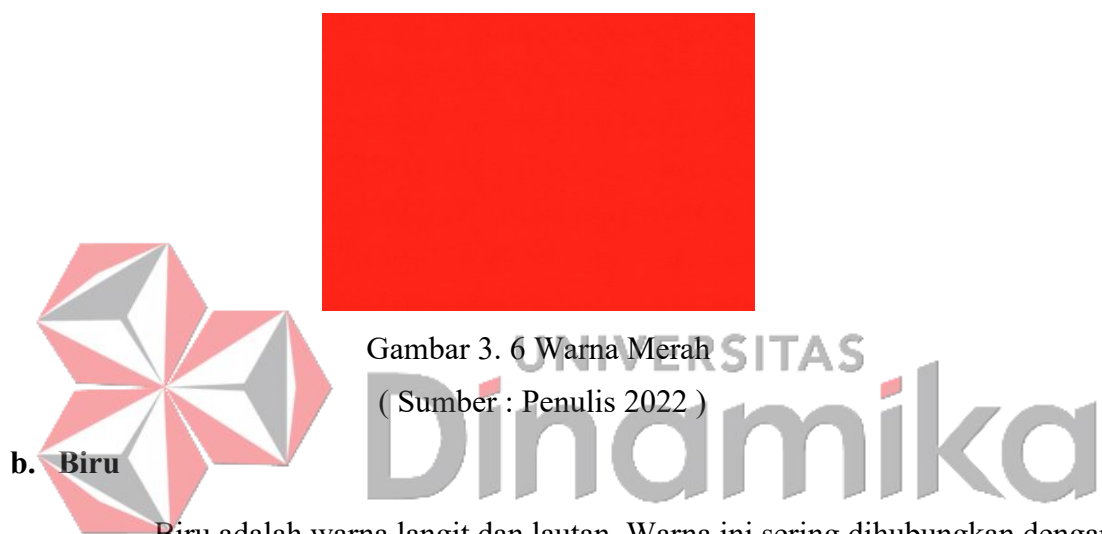 Gambar 3. 6 Warna Merah
( Sumber : Penulis 2022 )
UNIVERSITAS
Dinamika
b. Biru
Biru adalah warna langit dan lautan. Warna ini sering dihubungkan dengan